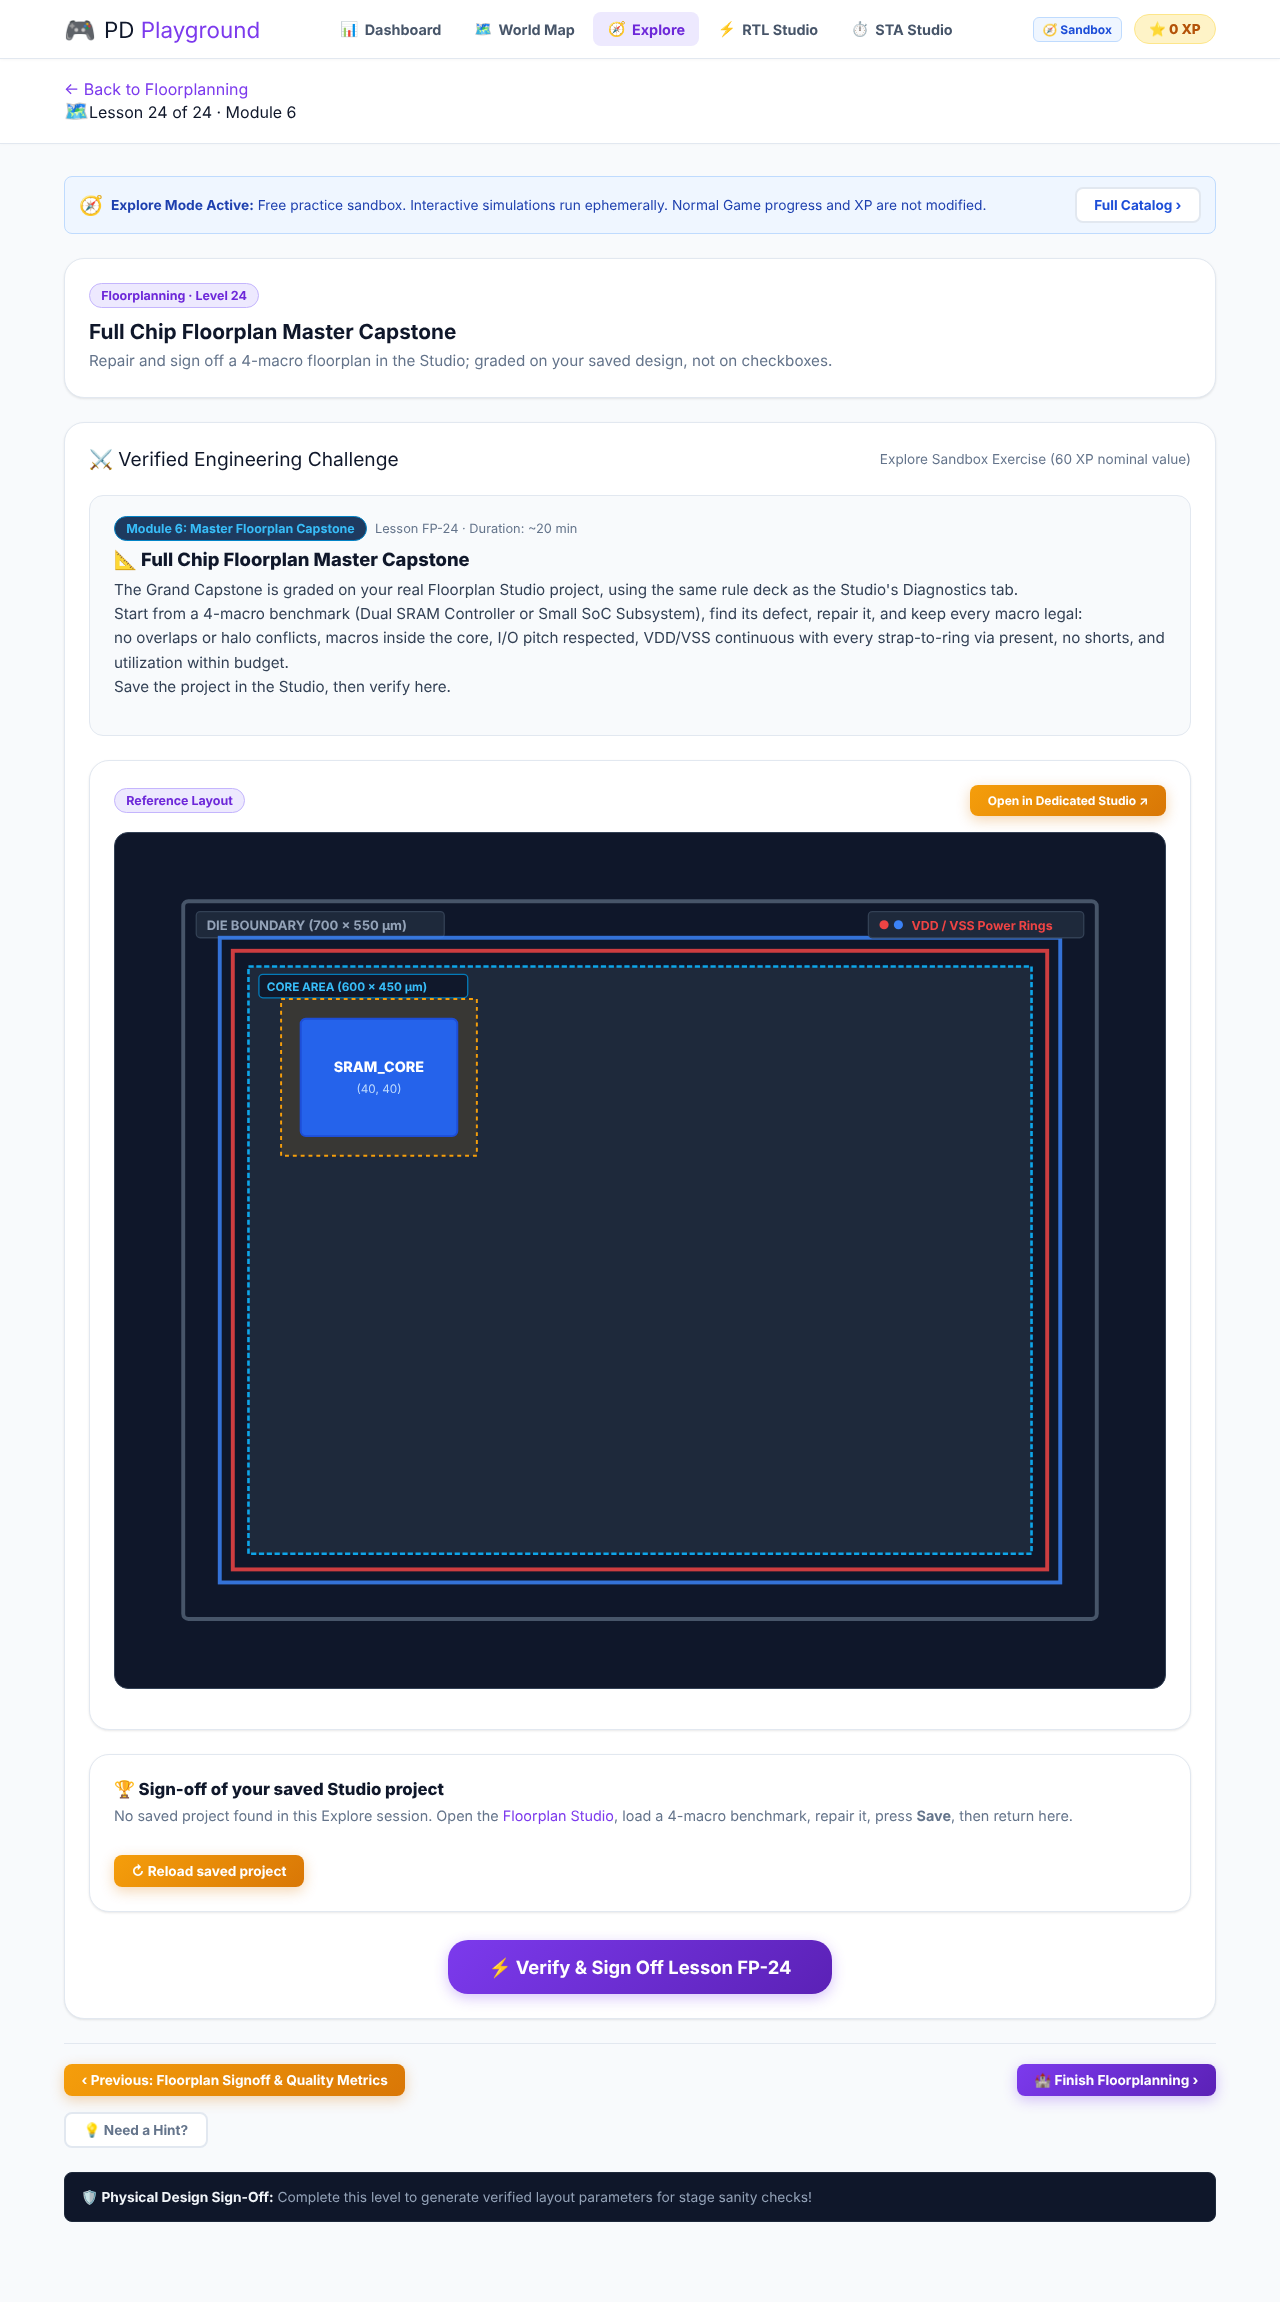 🎮 PD Playground
📊 Dashboard
🗺️ World Map
🧭 Explore
⚡ RTL Studio
⏱️ STA Studio
🧭 Sandbox
⭐ 0 XP
← Back to Floorplanning
🗺️Lesson 24 of 24 · Module 6
🧭 Explore Mode Active: Free practice sandbox. Interactive simulations run ephemerally. Normal Game progress and XP are not modified.
Full Catalog ›
Floorplanning · Level 24
Full Chip Floorplan Master Capstone
Repair and sign off a 4-macro floorplan in the Studio; graded on your saved design, not on checkboxes.
⚔️ Verified Engineering Challenge
Explore Sandbox Exercise (60 XP nominal value)
Module 6: Master Floorplan Capstone
Lesson FP-24 · Duration: ~20 min
📐 Full Chip Floorplan Master Capstone
The Grand Capstone is graded on your real Floorplan Studio project, using the same rule deck as the Studio's Diagnostics tab.
Start from a 4-macro benchmark (Dual SRAM Controller or Small SoC Subsystem), find its defect, repair it, and keep every macro legal:
no overlaps or halo conflicts, macros inside the core, I/O pitch respected, VDD/VSS continuous with every strap-to-ring via present, no shorts, and
utilization within budget.
Save the project in the Studio, then verify here.
Reference Layout
Open in Dedicated Studio ↗
DIE BOUNDARY (700 × 550 µm)
VDD / VSS Power Rings
CORE AREA (600 × 450 µm)
SRAM_CORE
(40, 40)
🏆 Sign-off of your saved Studio project
No saved project found in this Explore session. Open the Floorplan Studio, load a 4-macro benchmark, repair it, press Save, then return here.
↻ Reload saved project
⚡ Verify & Sign Off Lesson FP-24
‹ Previous: Floorplan Signoff & Quality Metrics
🏰 Finish Floorplanning ›
💡 Need a Hint?
🛡️ Physical Design Sign-Off: Complete this level to generate verified layout parameters for stage sanity checks!